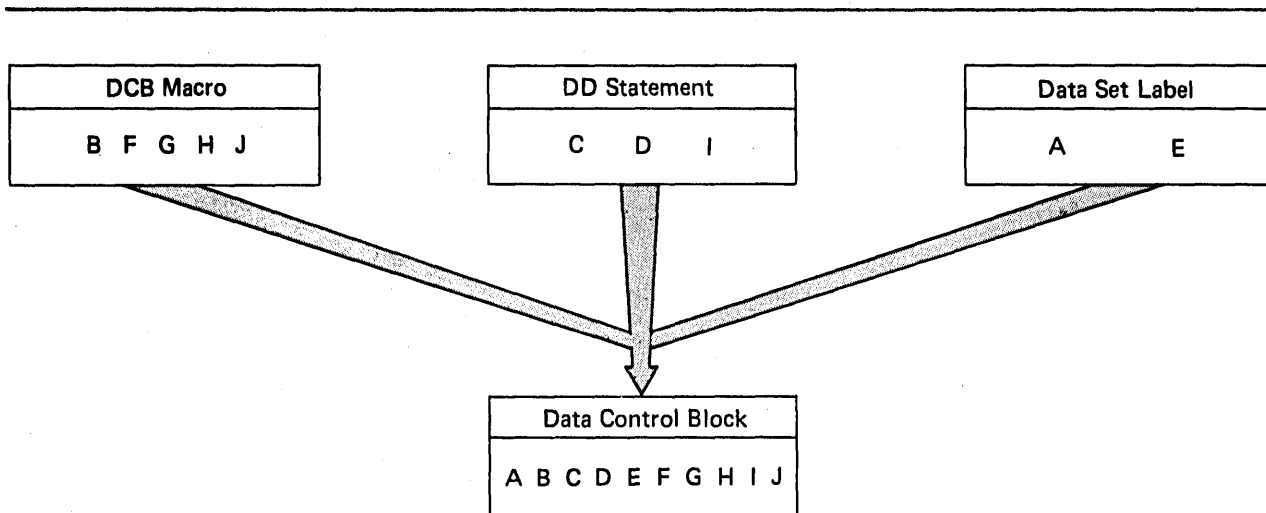 DCB Macro
B F G H J
DD Statement
C D I
Data Set Label
A E
Data Control Block
A B C D E F G H I J